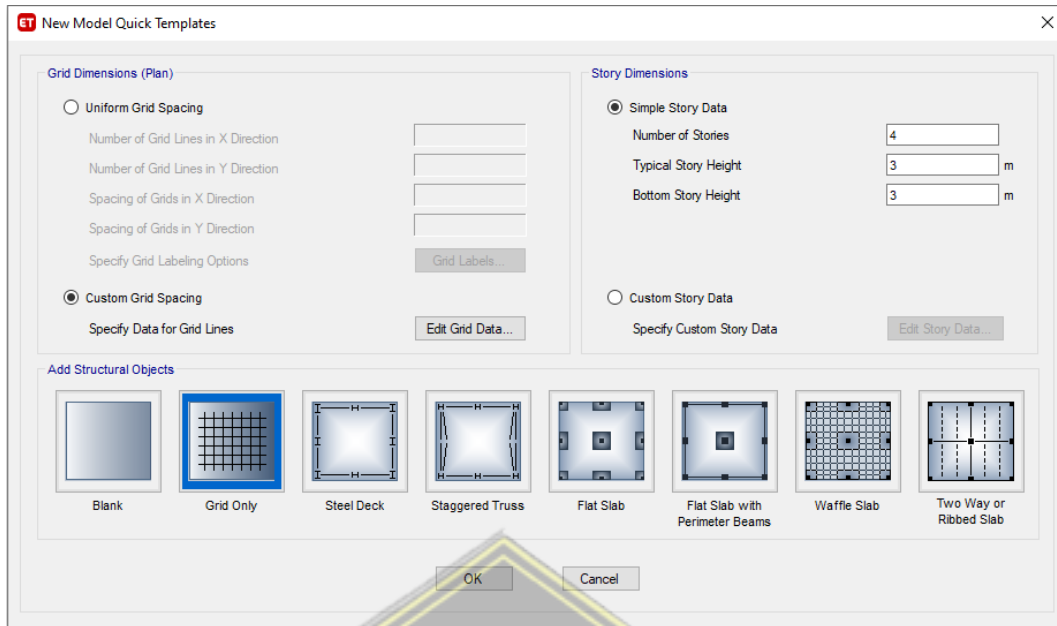 ET New Model Quick Templates
Grid Dimensions (Plan)
Uniform Grid Spacing
Number of Grid Lines in X Direction
Number of Grid Lines in Y Direction
Spacing of Grids in X Direction
Spacing of Grids in Y Direction
Specify Grid Labeling Options Grid Labels...
Custom Grid Spacing
Specify Data for Grid Lines Edit Grid Data...
Story Dimensions
Simple Story Data
Number of Stories 4
Typical Story Height 3 m
Bottom Story Height 3 m
Custom Story Data
Specify Custom Story Data Edit Story Data...
Add Structural Objects
Blank
Grid Only
Steel Deck
Staggered Truss
Flat Slab
Flat Slab with
Perimeter Beams
Waffle Slab
Two Way or
Ribbed Slab
OK Cancel